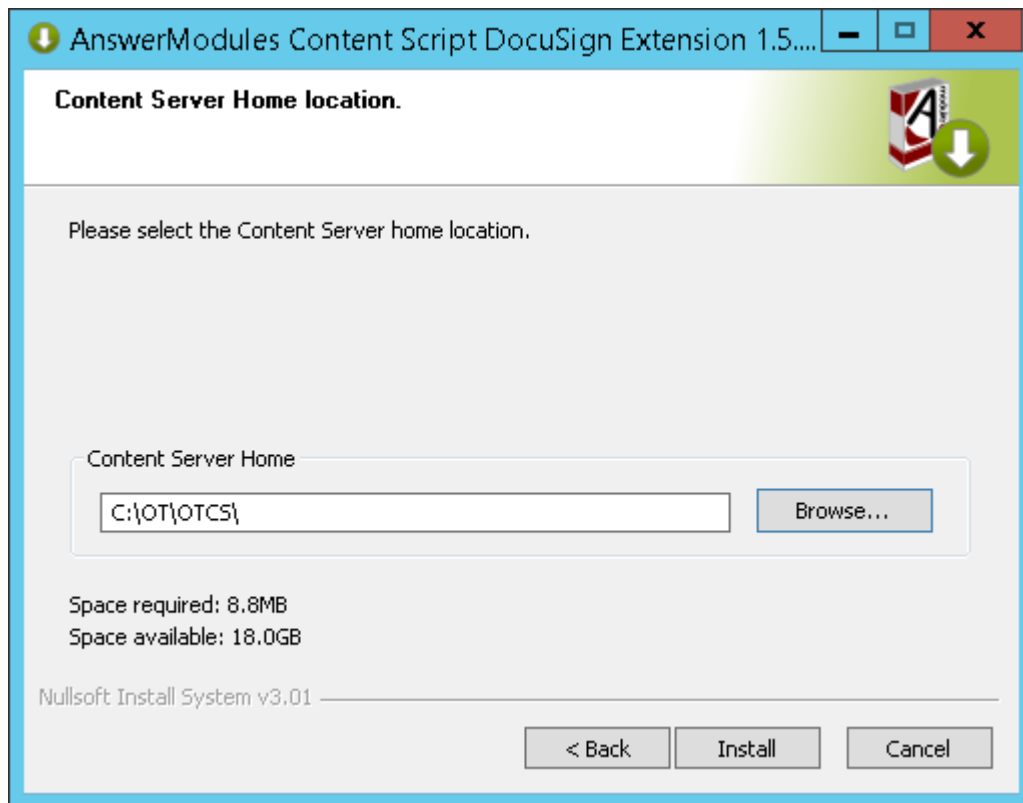 AnswerModules Content Script DocuSign Extension 1.5....
Content Server Home location.
Please select the Content Server home location.
Content Server Home
C:\OT\OTCS\
Browse...
Space required: 8.8MB
Space available: 18.0GB
Nullsoft Install System v3.01
< Back
Install
Cancel